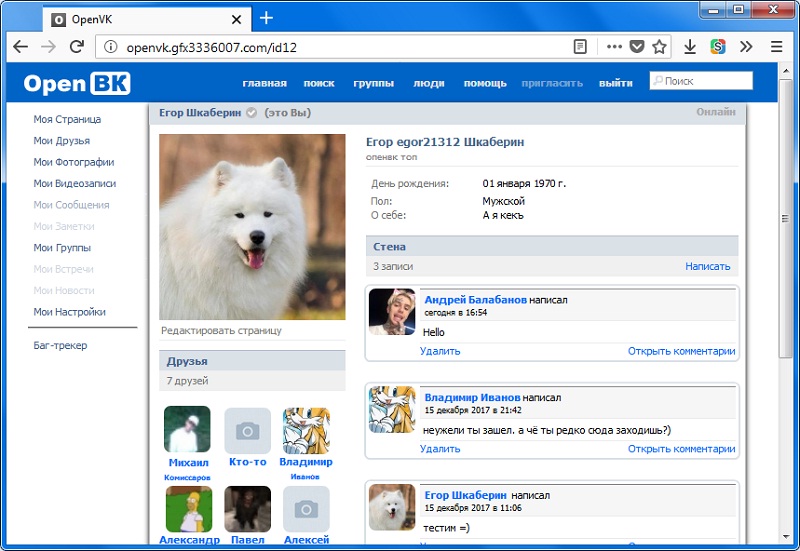 OpenVK
openvk.gfx3336007.com/id12
Open ВК
главная поиск группы люди помощь пригласить выйти Поиск
Моя Страница
Мои Друзья
Мои Фотографии
Мои Видеозаписи
Мои Сообщения
Мои Заметки
Мои Группы
Мои Встречи
Мои Новости
Мои Настройки
Баг-трекер
Егор Шкаберин (это Вы) Онлайн
Редактировать страницу
Друзья
7 друзей
Михаил Кто-то Владимир
Комиссаров Иванов
Александр Павел Алексей
Егор egor21312 Шкаберин
опенвк топ
День рождения: 01 января 1970 г.
Пол: Мужской
О себе: А я кекъ
Стена
3 записи Написать
Андрей Балабанов написал
сегодня в 16:54
Hello
Удалить Открыть комментарии
Владимир Иванов написал
15 декабря 2017 в 21:42
неужели ты зашел. а чё ты редко сюда заходишь?)
Удалить Открыть комментарии
Егор Шкаберин написал
15 декабря 2017 в 11:06
тестим =)